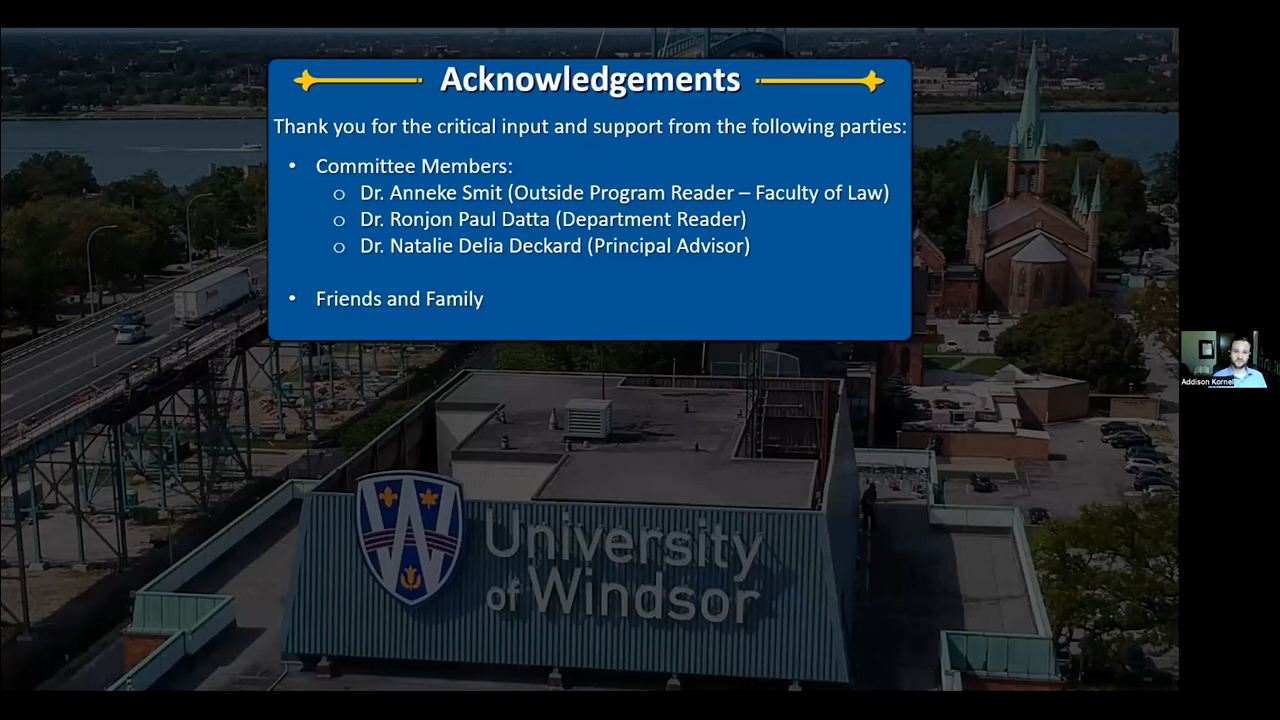 Acknowledgements
Thank you for the critical input and support from the following parties:
• Committee Members:
o Dr. Anneke Smit (Outside Program Reader – Faculty of Law)
o Dr. Ronjon Paul Datta (Department Reader)
o Dr. Natalie Delia Deckard (Principal Advisor)
• Friends and Family
Addison Kornel
University
of Windsor